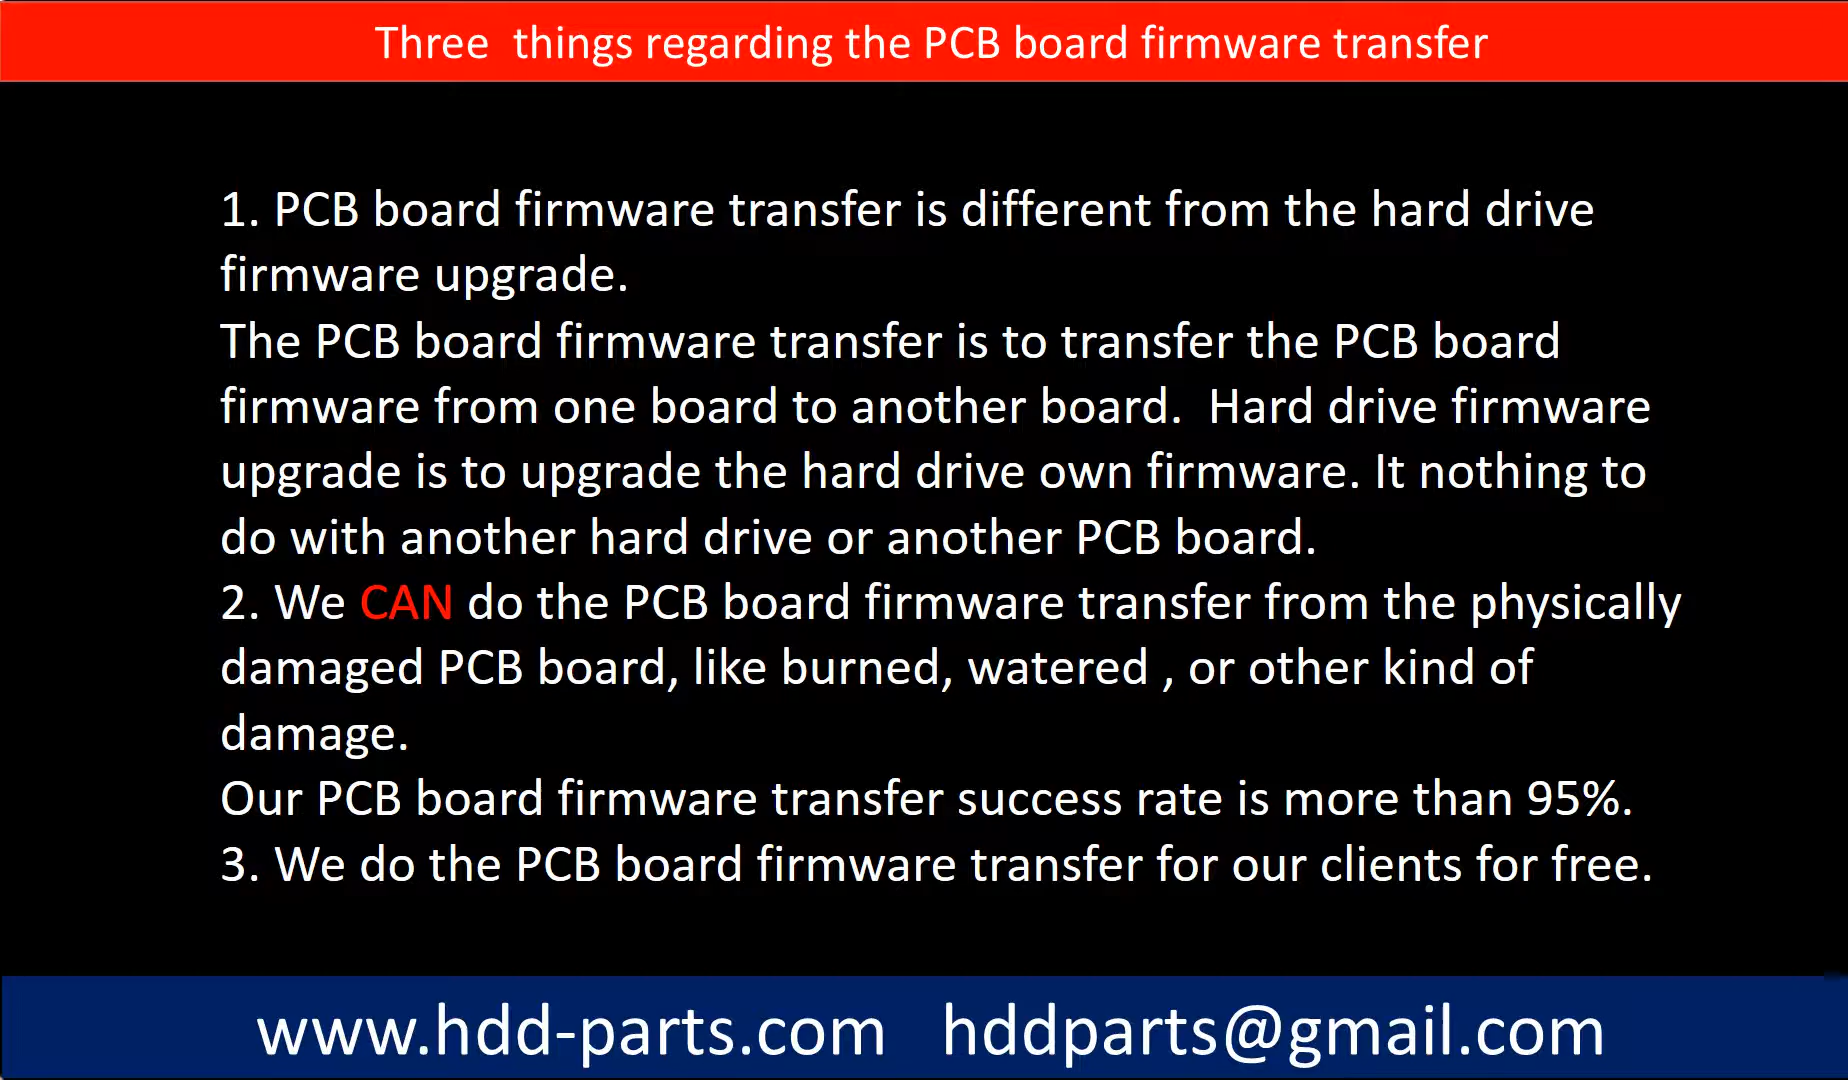 Three  things regarding the PCB board firmware transfer
1. PCB board firmware transfer is different from the hard drive
firmware upgrade.
The PCB board firmware transfer is to transfer the PCB board
firmware from one board to another board.  Hard drive firmware
upgrade is to upgrade the hard drive own firmware. It nothing to
do with another hard drive or another PCB board.
2. We CAN do the PCB board firmware transfer from the physically
damaged PCB board, like burned, watered , or other kind of
damage.
Our PCB board firmware transfer success rate is more than 95%.
3. We do the PCB board firmware transfer for our clients for free.
www.hdd-parts.com   hddparts@gmail.com